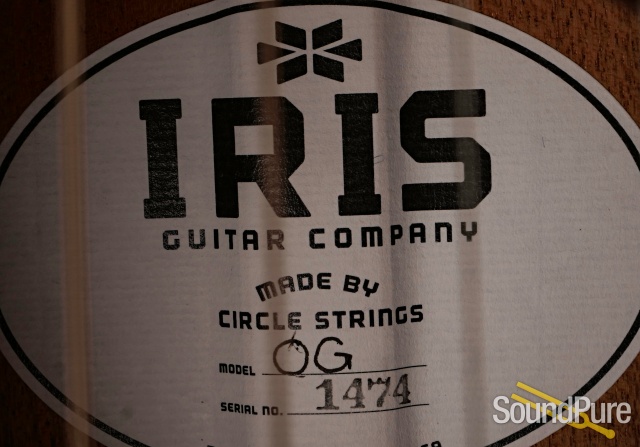 IRIS
GUITAR COMPANY
MADE BY
CIRCLE STRINGS
MODEL OG
SERIAL NO. 1474
SoundPure